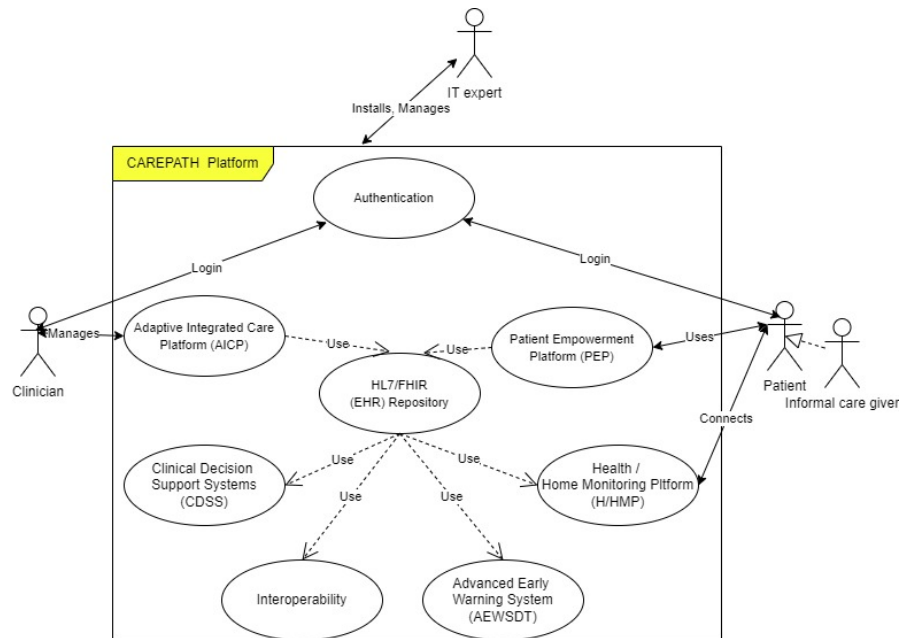 IT expert
Installs, Manages
CAREPATH Platform
Authentication
Login
Login
Manages
Adaptive Integrated Care
Platform (AICP)
Use
Use
Patient Empowerment
Platform (PEP)
Uses
Clinician
HL7/FHIR
(EHR) Repository
Patient
Informal care giver
Connects
Clinical Decision
Support Systems
(CDSS)
Use
Use
Use
Use
Health /
Home Monitoring Pltform
(H/HMP)
Interoperability
Advanced Early
Warning System
(AEWSDT)